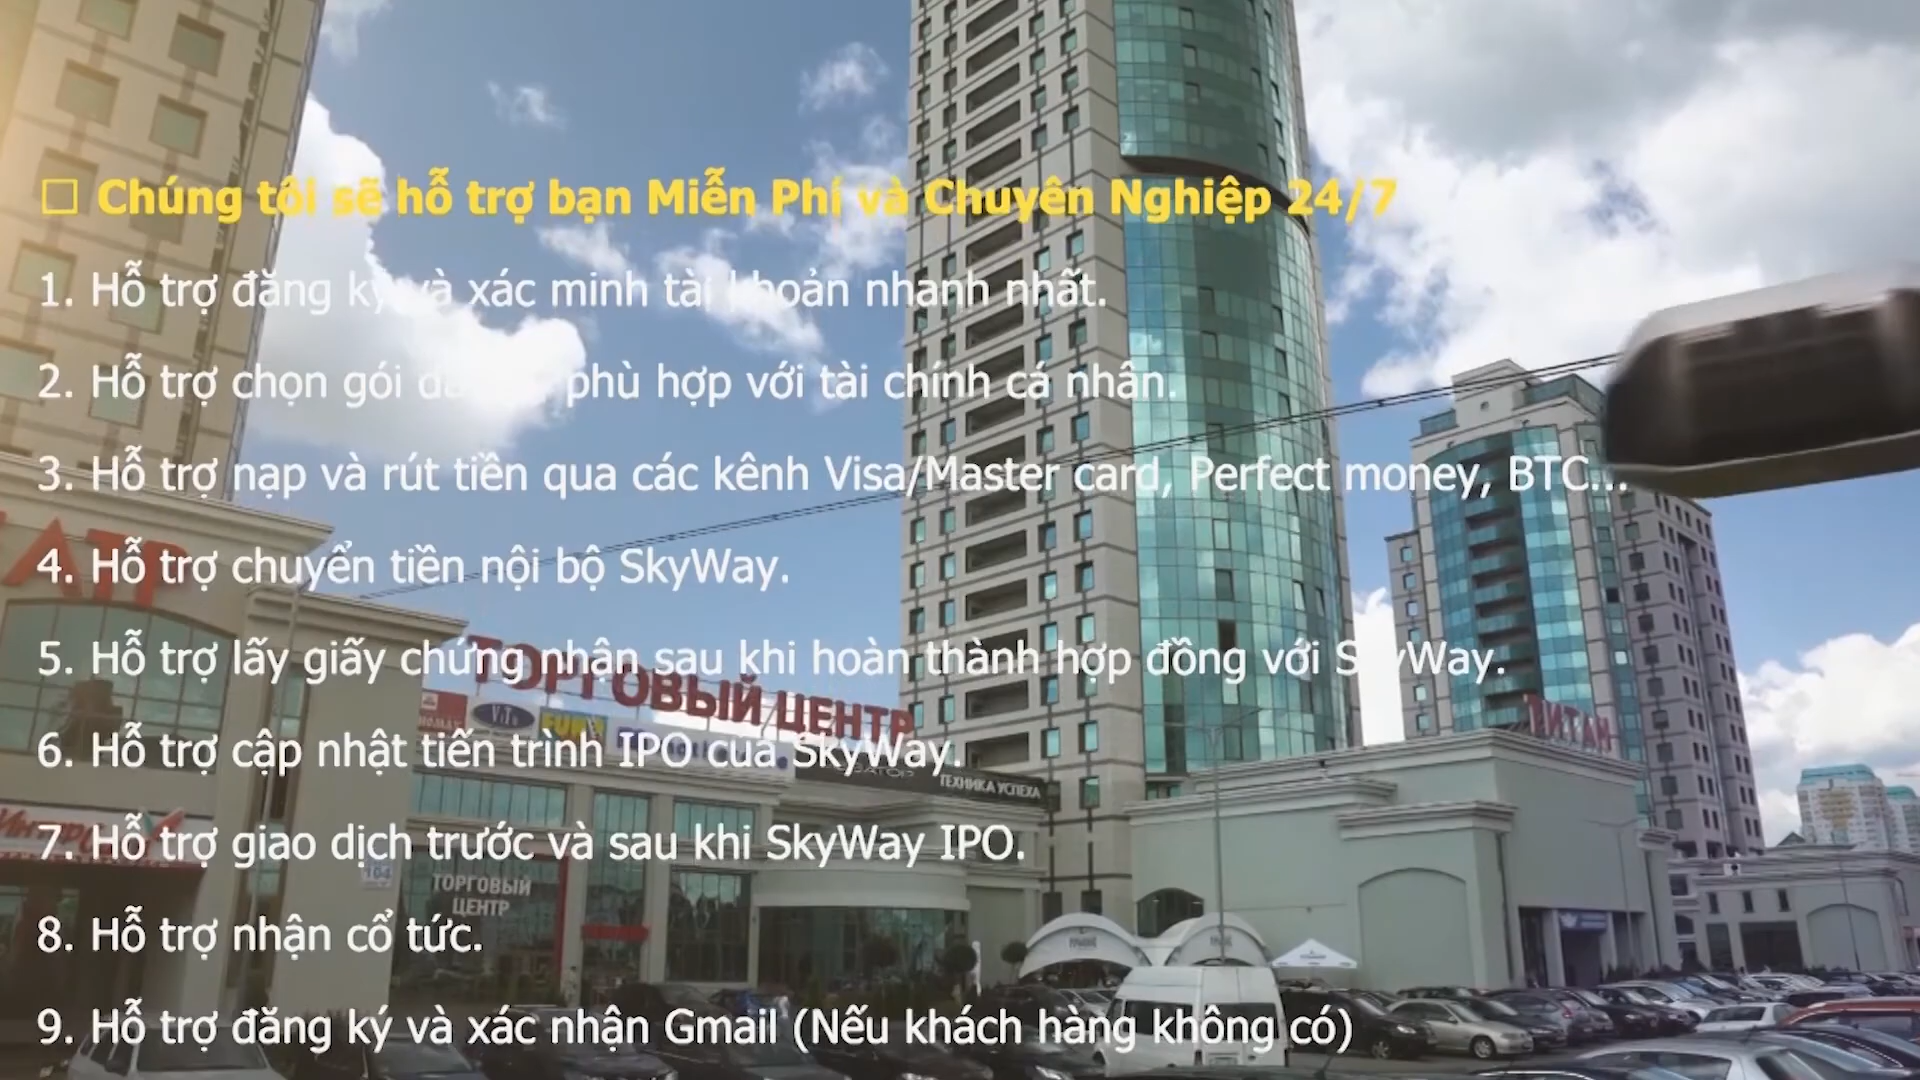 Chúng tôi sẽ hỗ trợ bạn Miễn Phí và Chuyên Nghiệp 24/7
1. Hỗ trợ đăng ký và xác minh tài khoản nhanh nhất.
2. Hỗ trợ chọn gói phù hợp với tài chính cá nhân.
3. Hỗ trợ nạp và rút tiền qua các kênh Visa/Master card, Perfect money, BTC...
4. Hỗ trợ chuyển tiền nội bộ SkyWay.
5. Hỗ trợ lấy giấy chứng nhận sau khi hoàn thành hợp đồng với SkyWay.
6. Hỗ trợ cập nhật tiến trình IPO của SkyWay.
7. Hỗ trợ giao dịch trước và sau khi SkyWay IPO.
8. Hỗ trợ nhận cổ tức.
9. Hỗ trợ đăng ký và xác nhận Gmail (Nếu khách hàng không có)
ТОРГОВЫЙ ЦЕНТР
ТИТАН
ТЕХНИКА УСПЕХА
104
ТОРГОВЫЙ
ЦЕНТР